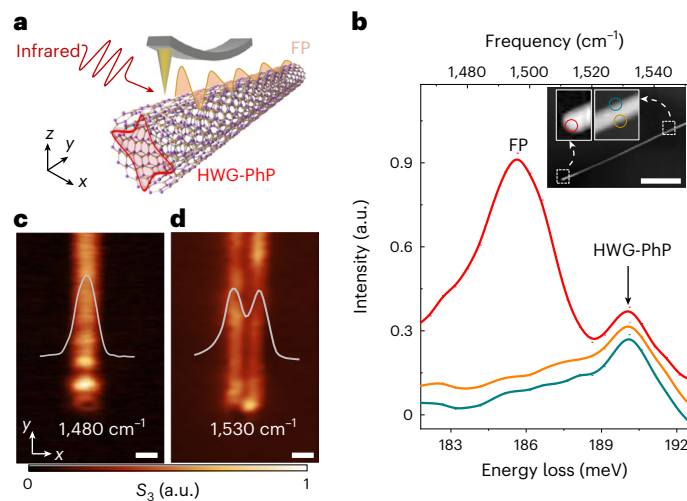 a
Infrared
FP
z
y
x
HWG-PhP
b
Frequency (cm⁻¹)
1,480
1,500
1,520
1,540
Intensity (a.u.)
0.9
0.6
0.3
0
FP
HWG-PhP
183
186
189
192
Energy loss (meV)
c
1,480 cm⁻¹
y
x
d
1,530 cm⁻¹
0
1
S₃ (a.u.)